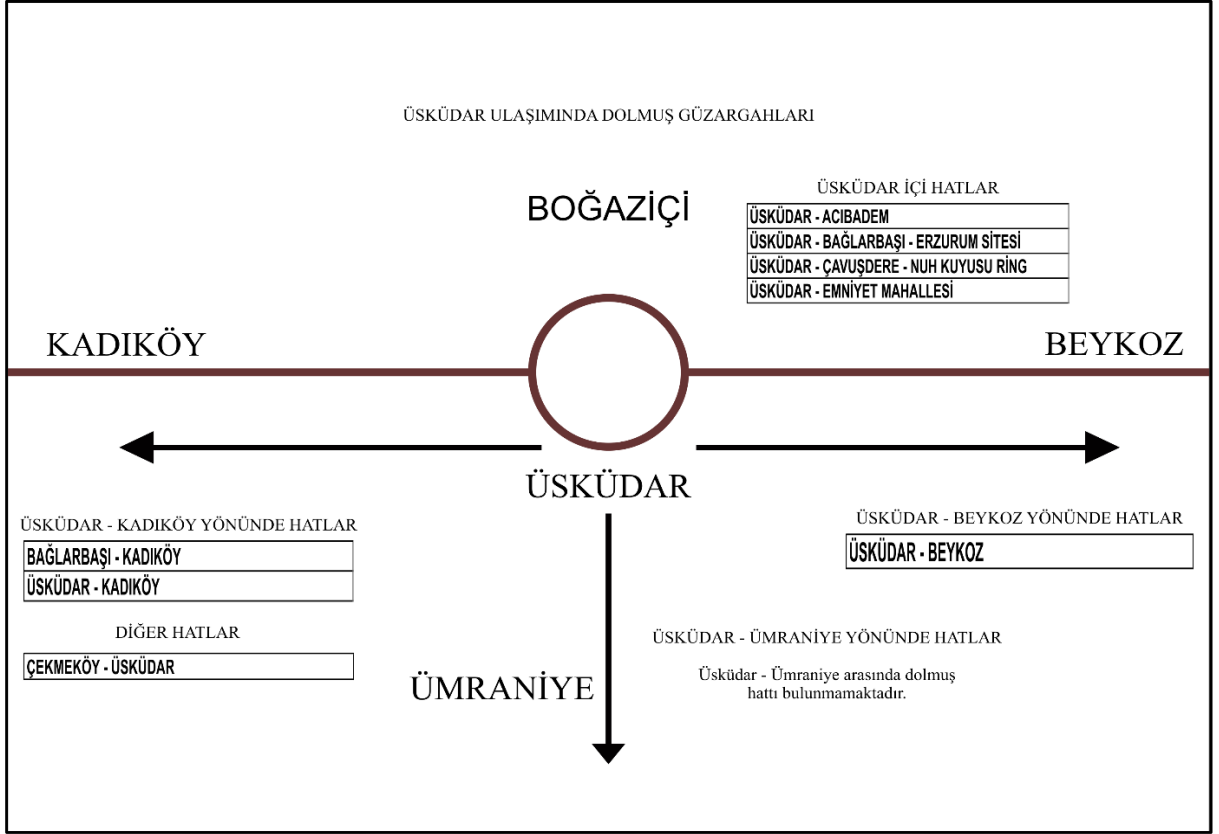 ÜSKÜDAR ULAŞIMINDA DOLMUŞ GÜZARGAHLARI
BOĞAZİÇİ
ÜSKÜDAR İÇİ HATLAR
ÜSKÜDAR - ACIBADEM
ÜSKÜDAR - BAĞLARBAŞI - ERZURUM SİTESİ
ÜSKÜDAR - ÇAVUŞDERE - NUH KUYUSU RİNG
ÜSKÜDAR - EMNİYET MAHALLESİ
KADIKÖY
BEYKOZ
ÜSKÜDAR
ÜSKÜDAR - KADIKÖY YÖNÜNDE HATLAR
BAĞLARBAŞI - KADIKÖY
ÜSKÜDAR - KADIKÖY
DİĞER HATLAR
ÇEKMEKÖY - ÜSKÜDAR
ÜSKÜDAR - BEYKOZ YÖNÜNDE HATLAR
ÜSKÜDAR - BEYKOZ
ÜMRANİYE
ÜSKÜDAR - ÜMRANİYE YÖNÜNDE HATLAR
Üsküdar - Ümraniye arasında dolmuş
hattı bulunmamaktadır.